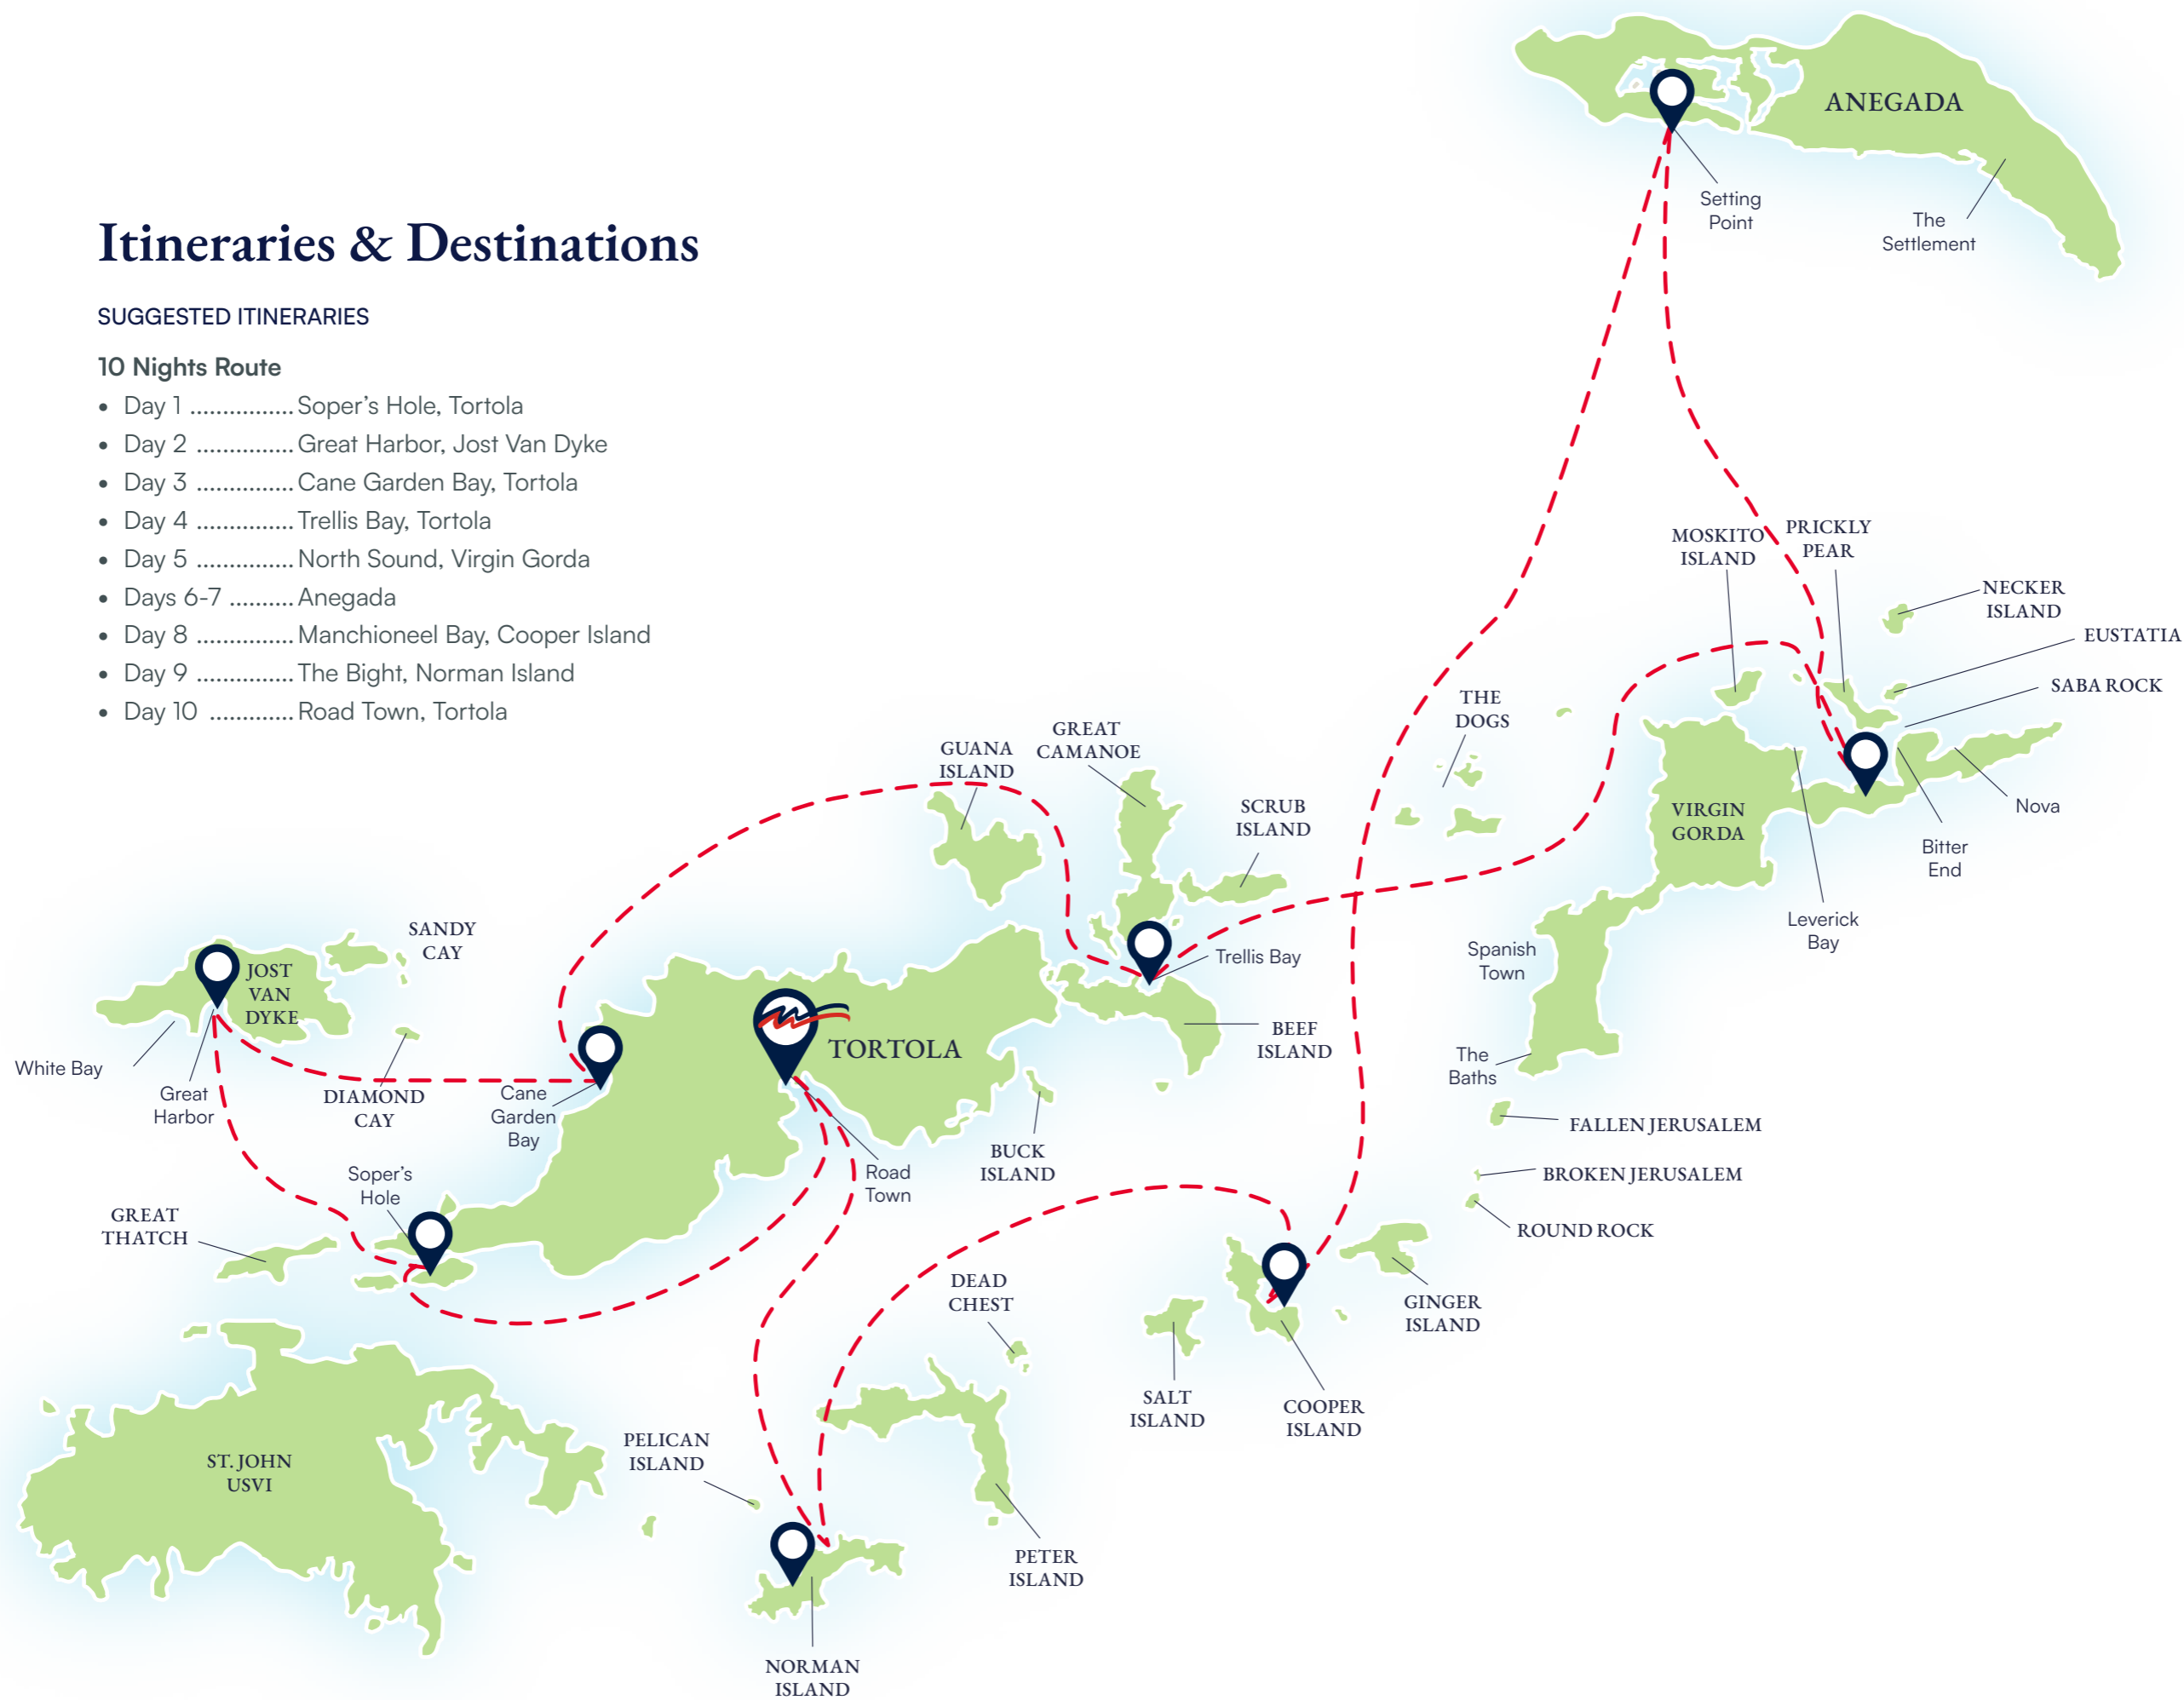 Itineraries & Destinations
SUGGESTED ITINERARIES
10 Nights Route
• Day 1 ................Soper’s Hole, Tortola
• Day 2 ...............Great Harbor, Jost Van Dyke
• Day 3 ...............Cane Garden Bay, Tortola
• Day 4 ...............Trellis Bay, Tortola
• Day 5 ...............North Sound, Virgin Gorda
• Days 6-7 ..........Anegada
• Day 8 ...............Manchioneel Bay, Cooper Island
• Day 9 ...............The Bight, Norman Island
• Day 10 .............Road Town, Tortola
ANEGADA
Setting
Point
The
Settlement
MOSKITO
ISLAND
PRICKLY
PEAR
NECKER
ISLAND
EUSTATIA
SABA ROCK
THE
DOGS
GUANA
ISLAND
GREAT
CAMANOE
SCRUB
ISLAND
VIRGIN
GORDA
Nova
Bitter
End
Leverick
Bay
Spanish
Town
The
Baths
SANDY
CAY
JOST
VAN
DYKE
White Bay
Great
Harbor
DIAMOND
CAY
Cane
Garden
Bay
TORTOLA
Trellis Bay
BEEF
ISLAND
BUCK
ISLAND
Road
Town
Soper’s
Hole
GREAT
THATCH
FALLEN JERUSALEM
BROKEN JERUSALEM
ROUND ROCK
GINGER
ISLAND
DEAD
CHEST
SALT
ISLAND
COOPER
ISLAND
ST. JOHN
USVI
PELICAN
ISLAND
PETER
ISLAND
NORMAN
ISLAND